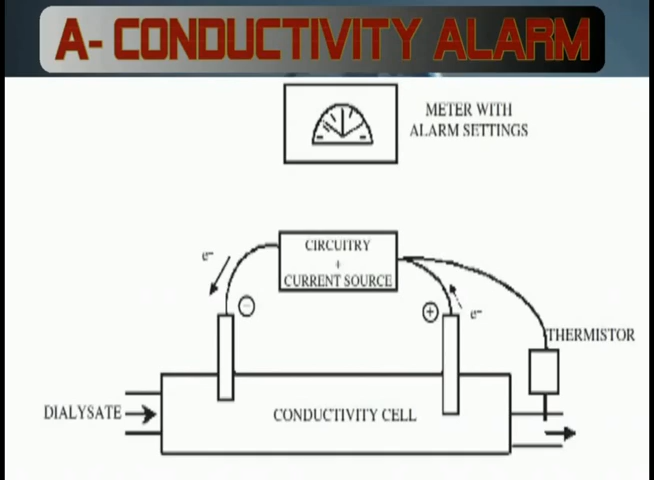 A- CONDUCTIVITY ALARM
METER WITH
ALARM SETTINGS
CIRCUITRY
+
CURRENT SOURCE
e-
−
+
e-
THERMISTOR
DIALYSATE
CONDUCTIVITY CELL